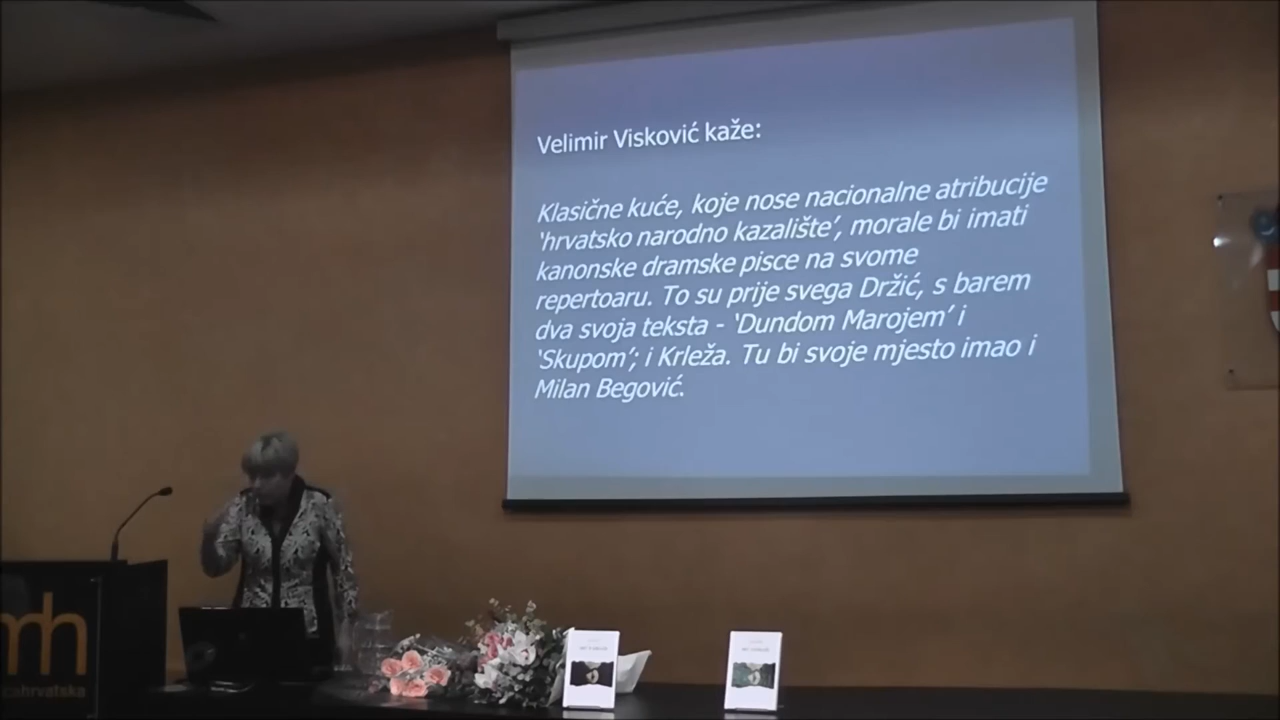 Velimir Visković kaže:
Klasične kuće, koje nose nacionalne atribucije
'hrvatsko narodno kazalište', morale bi imati
kanonske dramske pisce na svome
repertoaru. To su prije svega Držić, s barem
dva svoja teksta - 'Dundom Marojem' i
'Skupom'; i Krleža. Tu bi svoje mjesto imao i
Milan Begović.
mh
hrvatska